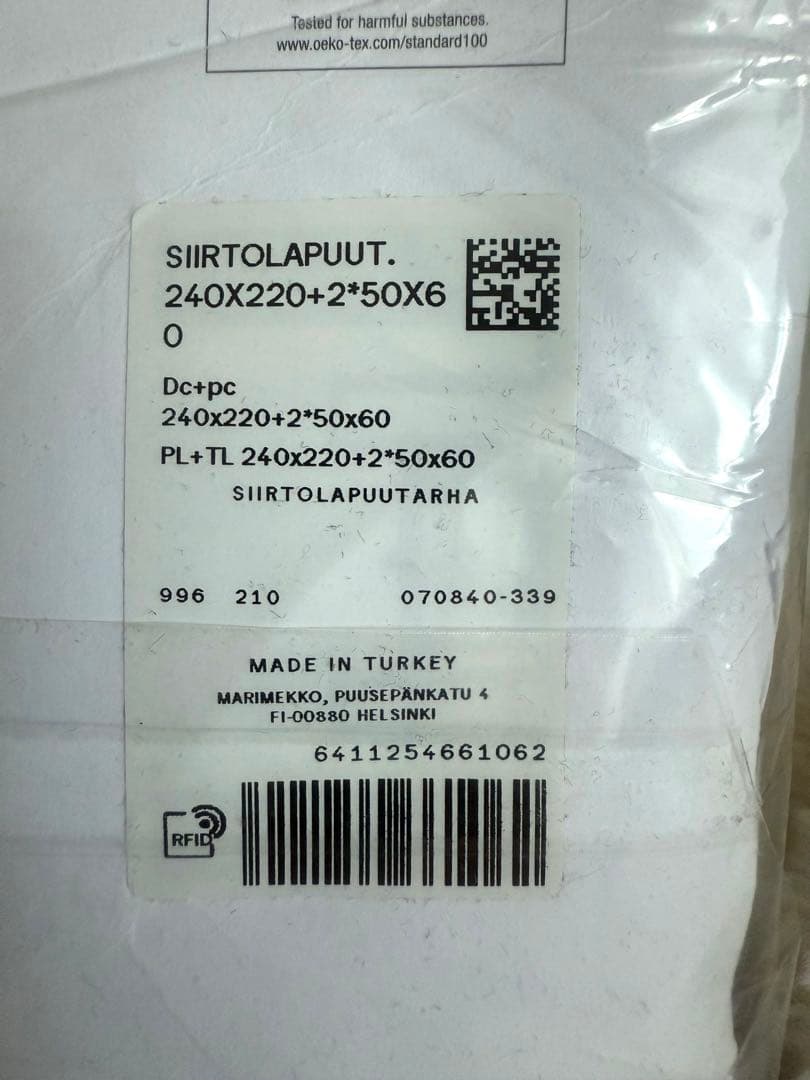 Tested for harmful substances.
www.oeko-tex.com/standard100
SIIRTOLAPUUT.
240X220+2*50X6
0
Dc+pc
240x220+2*50x60
PL+TL 240x220+2*50x60
SIIRTOLAPUUTARHA
996 210 070840-339
MADE IN TURKEY
MARIMEKKO, PUUSEPÄNKATU 4
FI-00880 HELSINKI
6411254661062
RFID